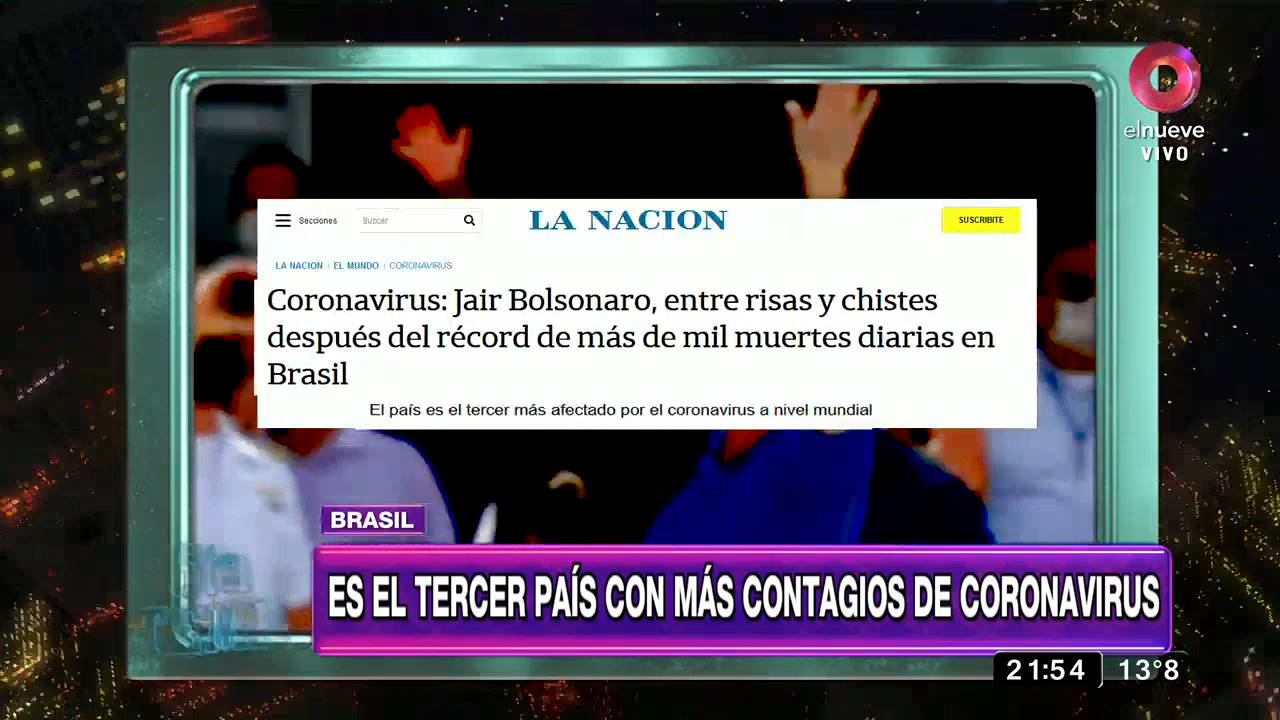 elnueve
VIVO
Secciones
Buscar
LA NACION
SUSCRIBITE
LA NACION | EL MUNDO | CORONAVIRUS
Coronavirus: Jair Bolsonaro, entre risas y chistes
después del récord de más de mil muertes diarias en
Brasil
El país es el tercer más afectado por el coronavirus a nivel mundial
BRASIL
ES EL TERCER PAÍS CON MÁS CONTAGIOS DE CORONAVIRUS
21:54 13°8